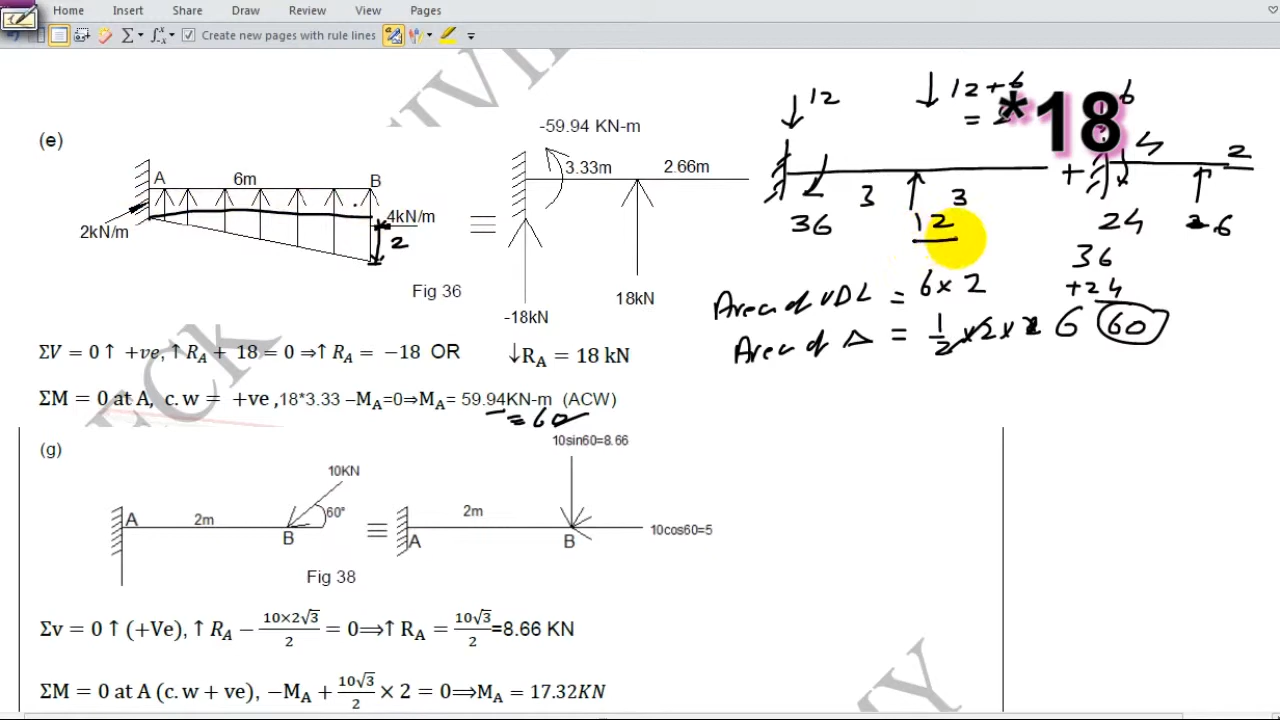 Home Insert Share Draw Review View Pages
Create new pages with rule lines
(e)
A 6m B
4kN/m
2kN/m
2
Fig 36
-59.94 KN-m
3.33m 2.66m
18kN
-18kN
12
12+6
= 2
*18
6
3 3
36
12
+
4 2
24 6
36
+24
60
Area of UDL = 6x2
Area of Δ = 1/2 x2x 6
ΣV = 0↑ +ve, ↑ R_A + 18 = 0 ⇒↑ R_A = −18 OR ↓R_A = 18 kN
ΣM = 0 at A, c. w = +ve ,18*3.33 –M_A=0⇒M_A= 59.94KN-m (ACW)
= 60
(g)
10KN
60°
A 2m B
Fig 38
10sin60=8.66
2m
A B
10cos60=5
Σv = 0 ↑ (+Ve), ↑ R_A − 10×2√3/2 = 0⟹↑ R_A = 10√3/2=8.66 KN
ΣM = 0 at A (c. w + ve), −M_A + 10√3/2 × 2 = 0⟹M_A = 17.32KN
ECK
VIVI
MY